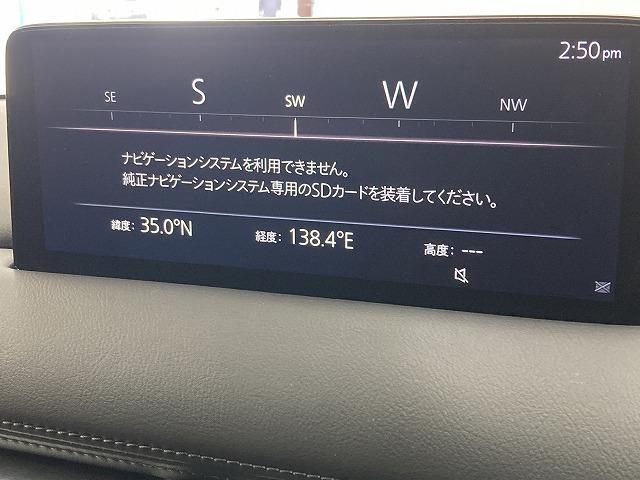 2:50pm
SE S SW W NW
ナビゲーションシステムを利用できません。
純正ナビゲーションシステム専用のSDカードを装着してください。
緯度: 35.0°N 経度: 138.4°E 高度: ---